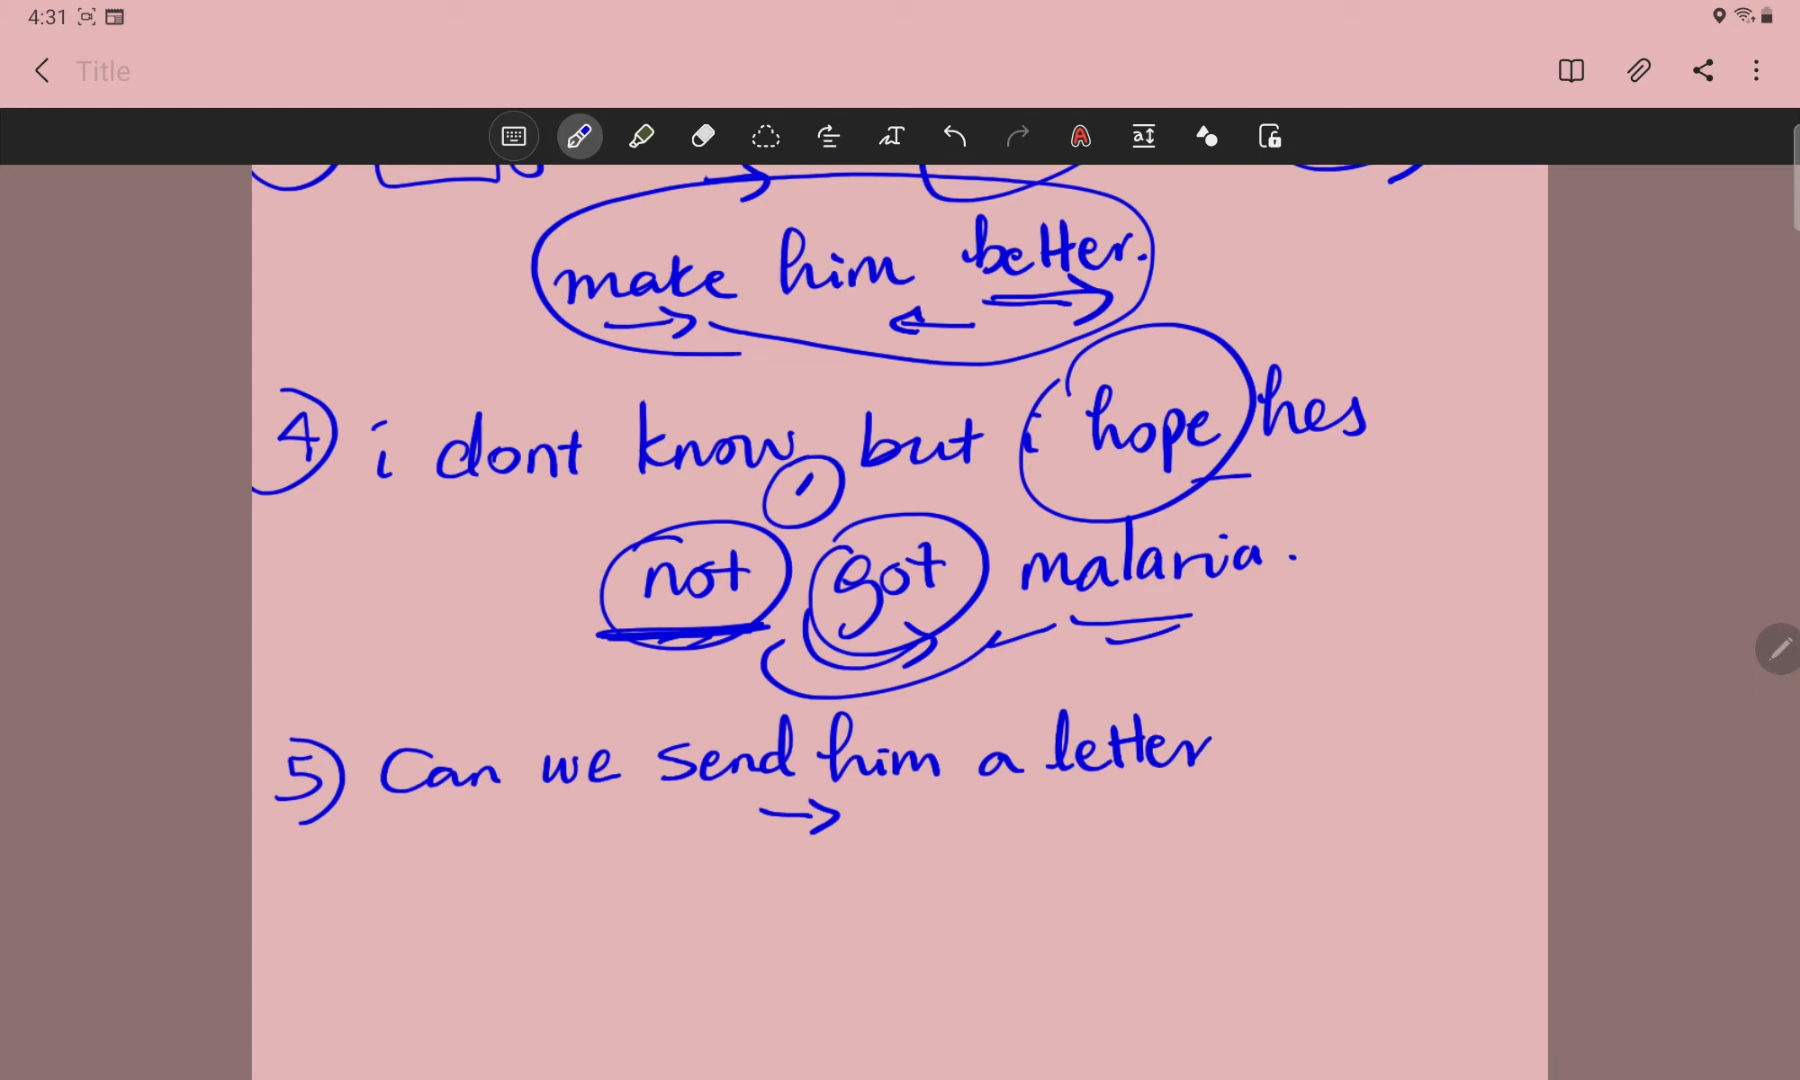 4:31
Title
make him better.
4) i dont know, but i hope hes
not got malaria.
5) Can we send him a letter